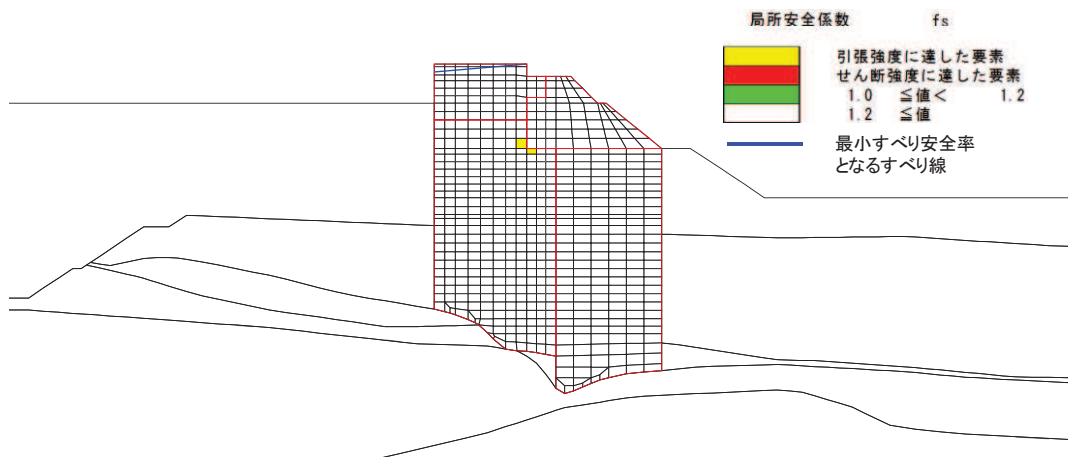 局所安全係数 fs
引張強度に達した要素
せん断強度に達した要素
1.0 ≦値< 1.2
1.2 ≦値
最小すべり安全率
となるすべり線